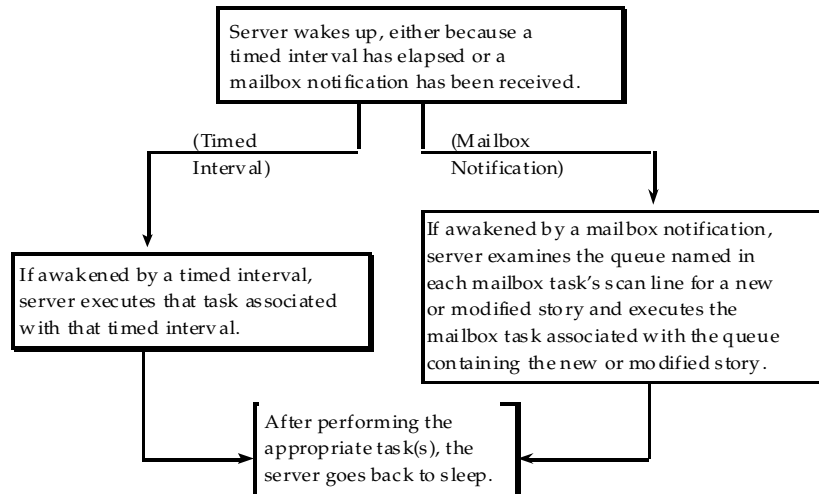 Server wakes up, either because a
timed interval has elapsed or a
mailbox notification has been received.
(Timed
Interval)
(Mailbox
Notification)
If awakened by a timed interval,
server executes that task associated
with that timed interval.
If awakened by a mailbox notification,
server examines the queue named in
each mailbox task's scan line for a new
or modified story and executes the
mailbox task associated with the queue
containing the new or modified story.
After performing the
appropriate task(s), the
server goes back to sleep.